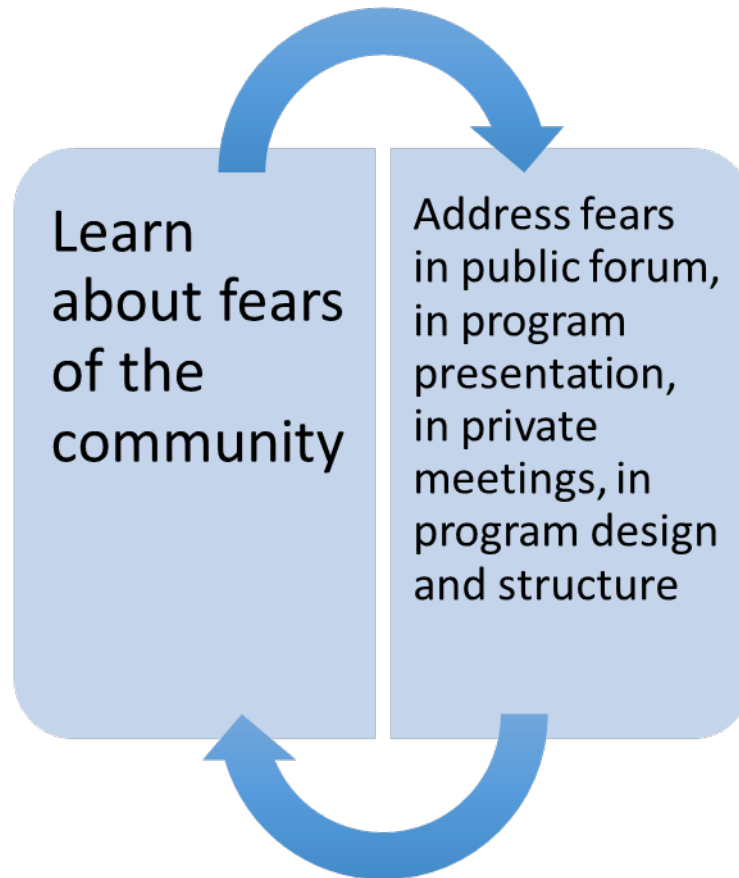 Learn
about fears
of the
community
Address fears
in public forum,
in program
presentation,
in private
meetings, in
program design
and structure